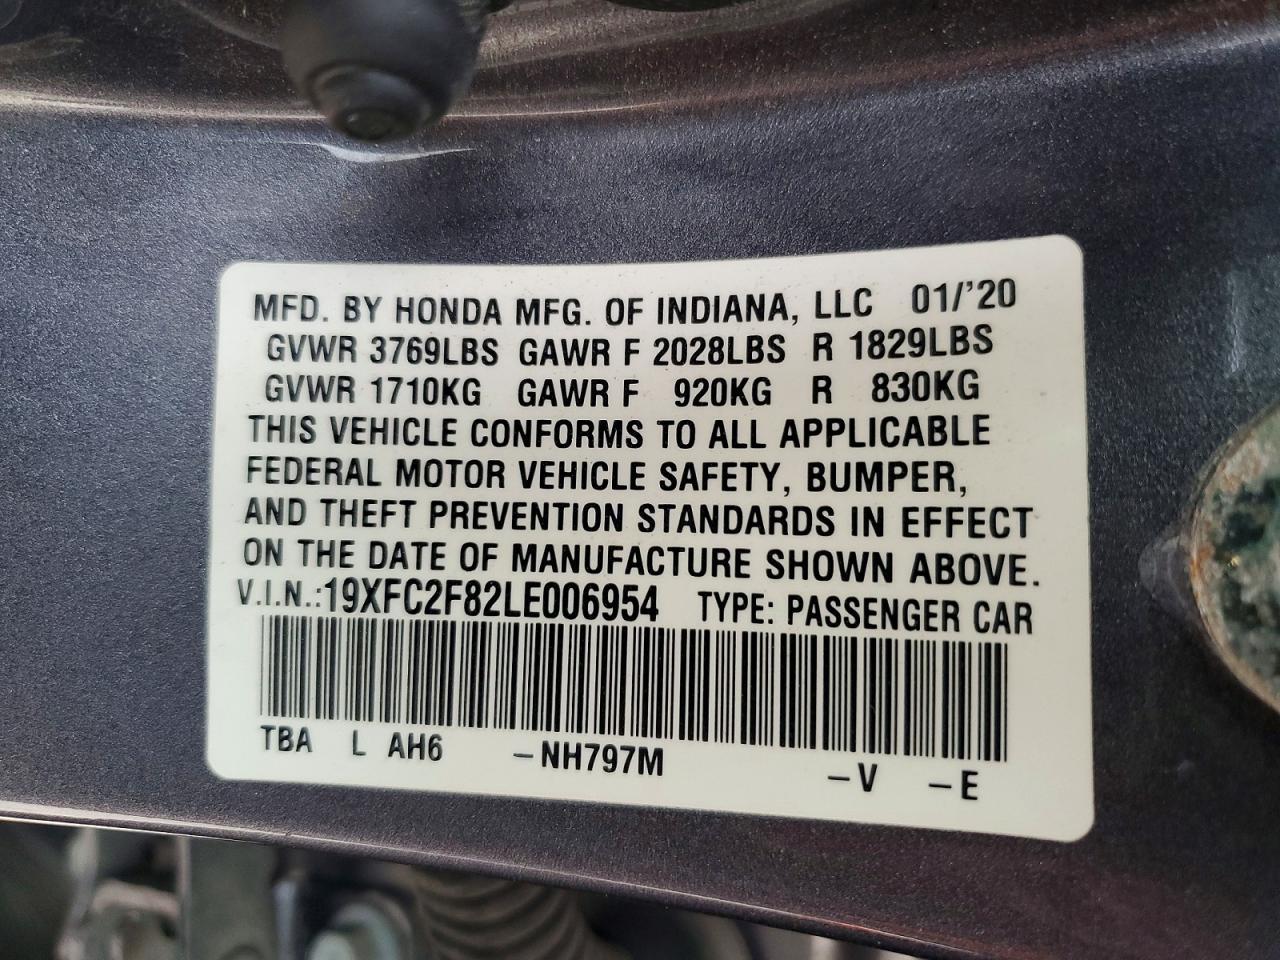 MFD. BY HONDA MFG. OF INDIANA, LLC 01/'20
GVWR 3769LBS GAWR F 2028LBS R 1829LBS
GVWR 1710KG GAWR F 920KG R 830KG
THIS VEHICLE CONFORMS TO ALL APPLICABLE
FEDERAL MOTOR VEHICLE SAFETY, BUMPER,
AND THEFT PREVENTION STANDARDS IN EFFECT
ON THE DATE OF MANUFACTURE SHOWN ABOVE.
V.I.N.:19XFC2F82LE006954 TYPE: PASSENGER CAR
TBA L AH6 –NH797M –V –E